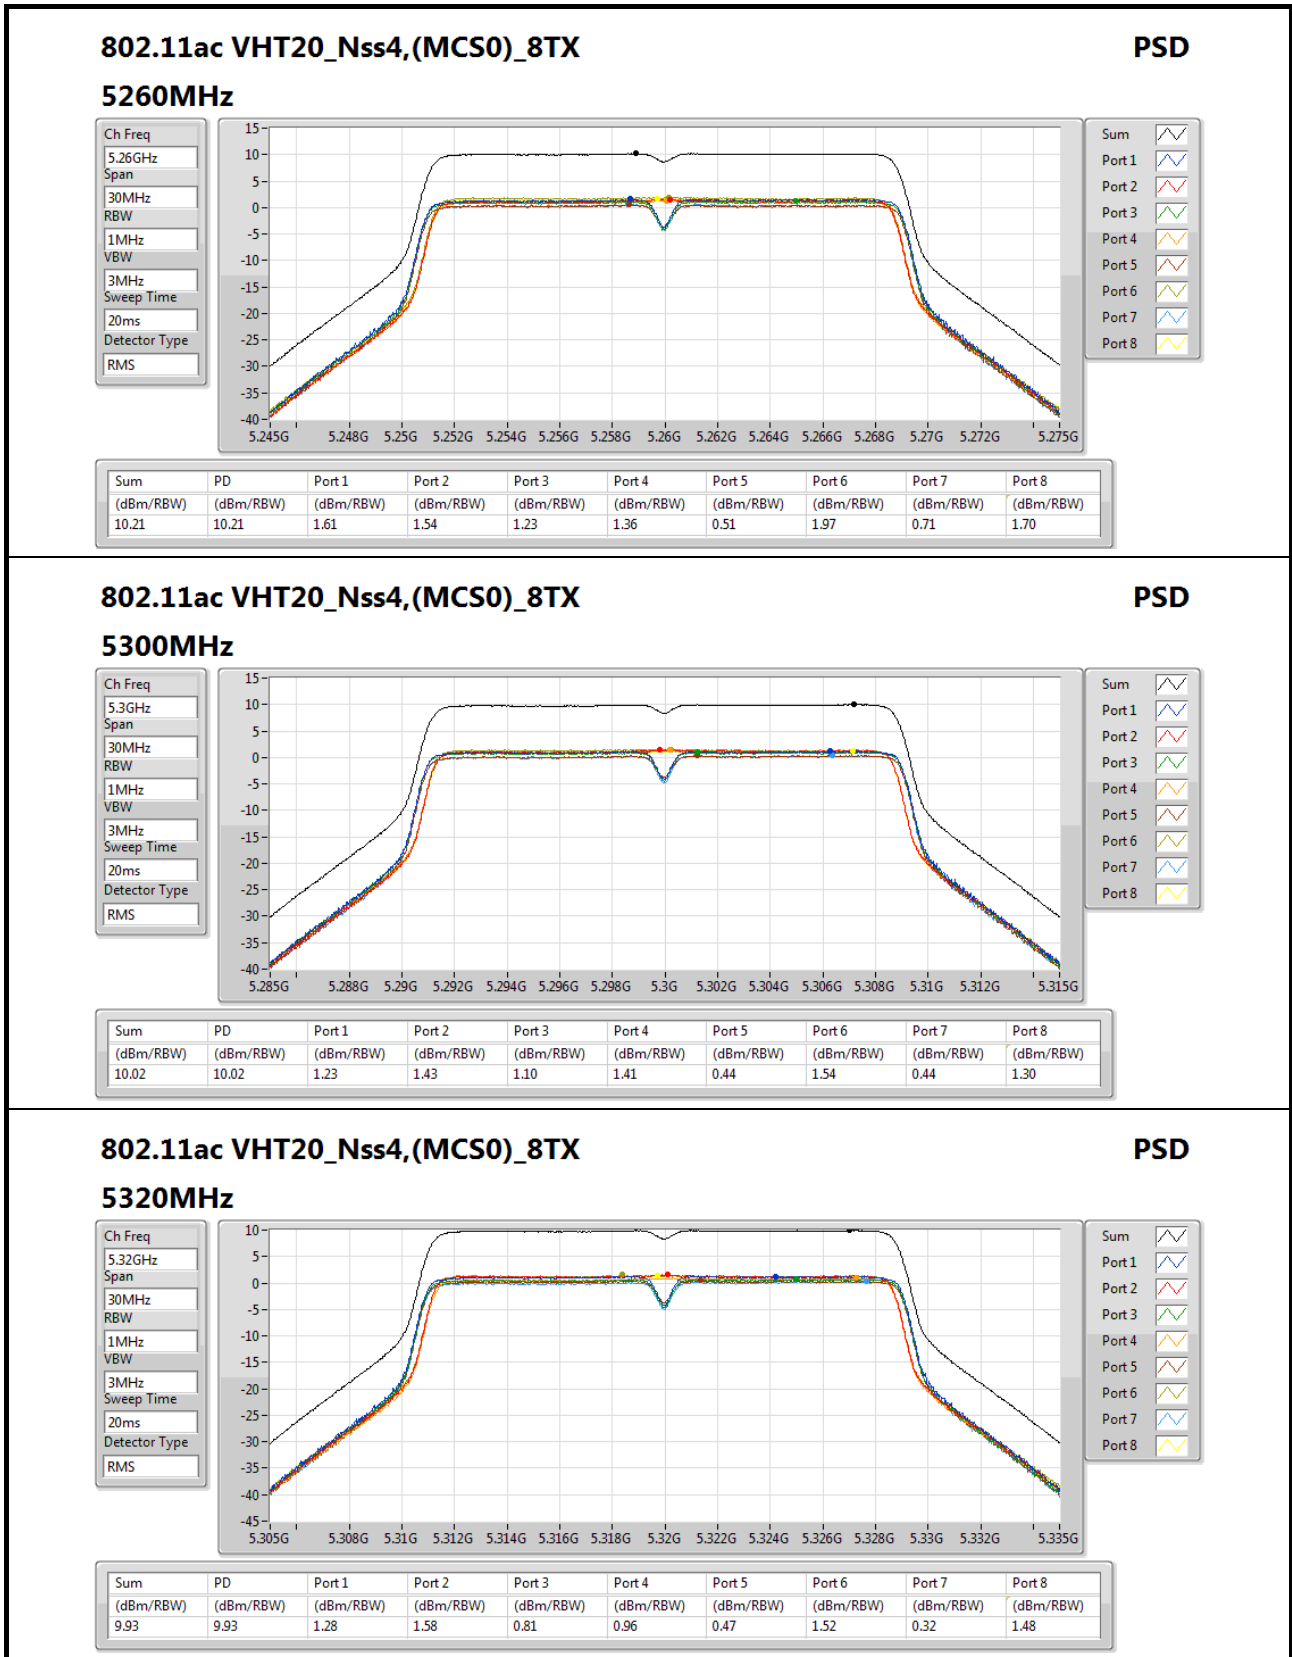 802.11ac VHT20_Nss4,(MCS0)_8TX PSD
5260MHz
Ch Freq
5.26GHz
Span
30MHz
RBW
1MHz
VBW
3MHz
Sweep Time
20ms
Detector Type
RMS
15
10
5
0
-5
-10
-15
-20
-25
-30
-35
-40
5.245G 5.248G 5.25G 5.252G 5.254G 5.256G 5.258G 5.26G 5.262G 5.264G 5.266G 5.268G 5.27G 5.272G 5.275G
Sum
Port 1
Port 2
Port 3
Port 4
Port 5
Port 6
Port 7
Port 8
Sum PD Port 1 Port 2 Port 3 Port 4 Port 5 Port 6 Port 7 Port 8
(dBm/RBW) (dBm/RBW) (dBm/RBW) (dBm/RBW) (dBm/RBW) (dBm/RBW) (dBm/RBW) (dBm/RBW) (dBm/RBW) (dBm/RBW)
10.21 10.21 1.61 1.54 1.23 1.36 0.51 1.97 0.71 1.70
802.11ac VHT20_Nss4,(MCS0)_8TX PSD
5300MHz
Ch Freq
5.3GHz
Span
30MHz
RBW
1MHz
VBW
3MHz
Sweep Time
20ms
Detector Type
RMS
15
10
5
0
-5
-10
-15
-20
-25
-30
-35
-40
5.285G 5.288G 5.29G 5.292G 5.294G 5.296G 5.298G 5.3G 5.302G 5.304G 5.306G 5.308G 5.31G 5.312G 5.315G
Sum
Port 1
Port 2
Port 3
Port 4
Port 5
Port 6
Port 7
Port 8
Sum PD Port 1 Port 2 Port 3 Port 4 Port 5 Port 6 Port 7 Port 8
(dBm/RBW) (dBm/RBW) (dBm/RBW) (dBm/RBW) (dBm/RBW) (dBm/RBW) (dBm/RBW) (dBm/RBW) (dBm/RBW) (dBm/RBW)
10.02 10.02 1.23 1.43 1.10 1.41 0.44 1.54 0.44 1.30
802.11ac VHT20_Nss4,(MCS0)_8TX PSD
5320MHz
Ch Freq
5.32GHz
Span
30MHz
RBW
1MHz
VBW
3MHz
Sweep Time
20ms
Detector Type
RMS
10
5
0
-5
-10
-15
-20
-25
-30
-35
-40
-45
5.305G 5.308G 5.31G 5.312G 5.314G 5.316G 5.318G 5.32G 5.322G 5.324G 5.326G 5.328G 5.33G 5.332G 5.335G
Sum
Port 1
Port 2
Port 3
Port 4
Port 5
Port 6
Port 7
Port 8
Sum PD Port 1 Port 2 Port 3 Port 4 Port 5 Port 6 Port 7 Port 8
(dBm/RBW) (dBm/RBW) (dBm/RBW) (dBm/RBW) (dBm/RBW) (dBm/RBW) (dBm/RBW) (dBm/RBW) (dBm/RBW) (dBm/RBW)
9.93 9.93 1.28 1.58 0.81 0.96 0.47 1.52 0.32 1.48